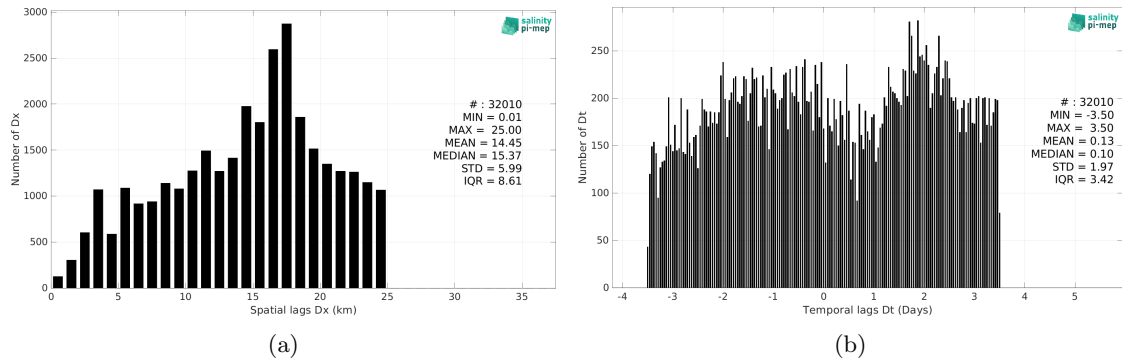 3000
2500
2000
1500
1000
500
0
Number of Dx
0 5 10 15 20 25 30 35
Spatial lags Dx (km)
salinity
pi-mep
# : 32010
MIN = 0.01
MAX = 25.00
MEAN = 14.45
MEDIAN = 15.37
STD = 5.99
IQR = 8.61
(a)
250
200
150
100
50
0
Number of Dt
-4 -3 -2 -1 0 1 2 3 4 5
Temporal lags Dt (Days)
salinity
pi-mep
# : 32010
MIN = -3.50
MAX = 3.50
MEAN = 0.13
MEDIAN = 0.10
STD = 1.97
IQR = 3.42
(b)